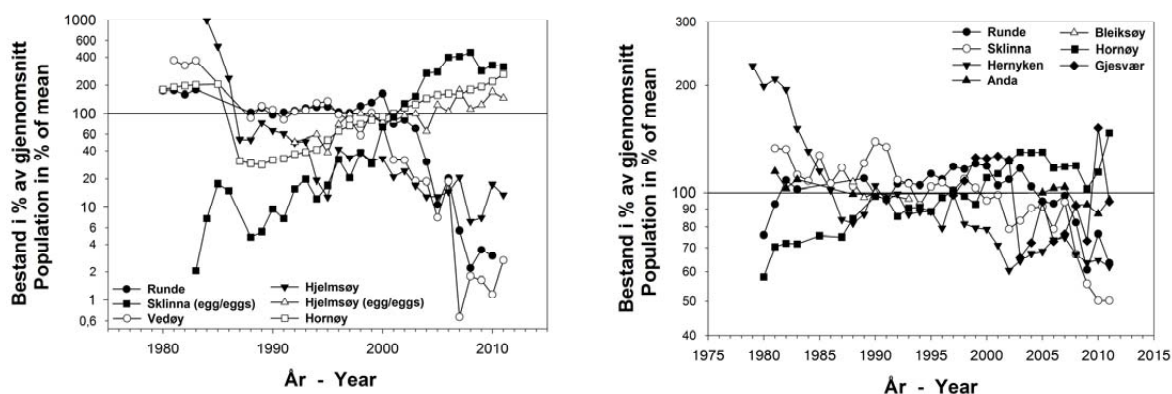 Bestand i % av gjennomsnitt
Population in % of mean
1000
600
400
200
100
60
40
20
10
6
4
2
1
0,6
Runde
Sklinna (egg/eggs)
Vedøy
Hjelmsøy
Hjelmsøy (egg/eggs)
Hornøy
1980 1990 2000 2010
År - Year
Bestand i % av gjennomsnitt
Population in % of mean
300
200
100
90
80
70
60
50
40
Runde
Sklinna
Hernyken
Anda
Bleiksøy
Hornøy
Gjesvær
1975 1980 1985 1990 1995 2000 2005 2010 2015
År - Year